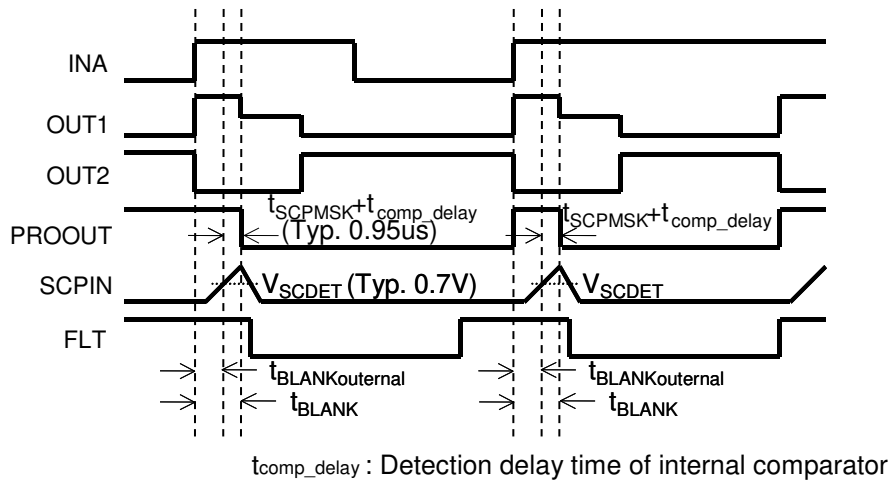 INA
OUT1
OUT2
tSCPMSK+tcomp_delay
(Typ. 0.95us)
tSCPMSK+tcomp_delay
PROOUT
SCPIN
VSCDET (Typ. 0.7V)
VSCDET
FLT
tBLANKouternal
tBLANKouternal
tBLANK
tBLANK
tcomp_delay : Detection delay time of internal comparator